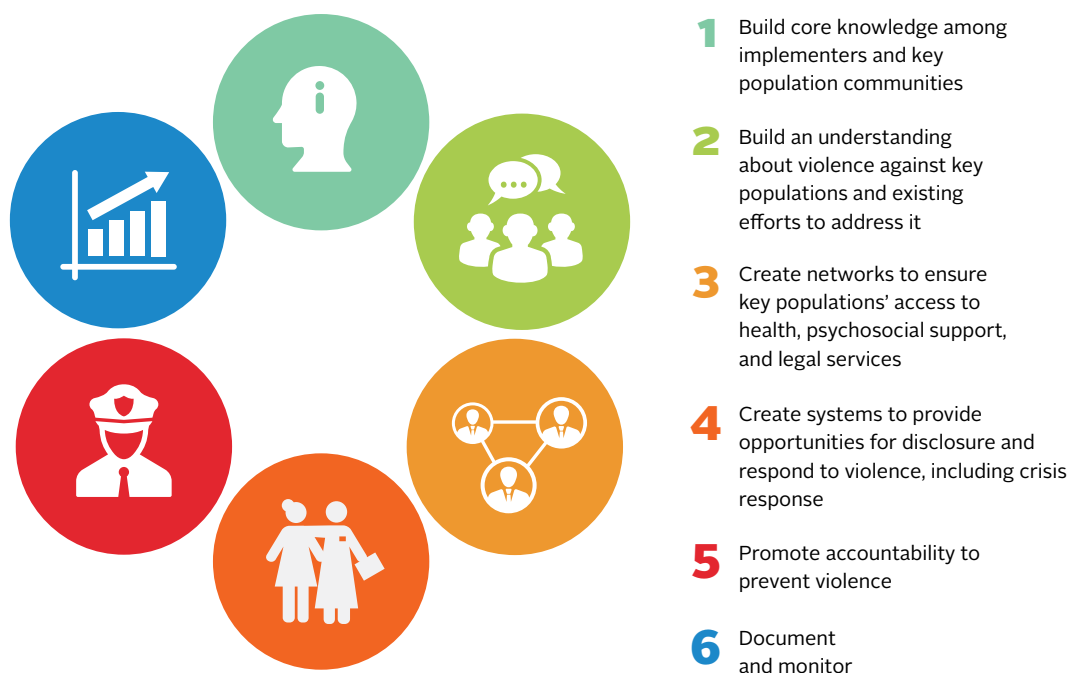 1 Build core knowledge among
implementers and key
population communities
2 Build an understanding
about violence against key
populations and existing
efforts to address it
3 Create networks to ensure
key populations’ access to
health, psychosocial support,
and legal services
4 Create systems to provide
opportunities for disclosure and
respond to violence, including crisis
response
5 Promote accountability to
prevent violence
6 Document
and monitor